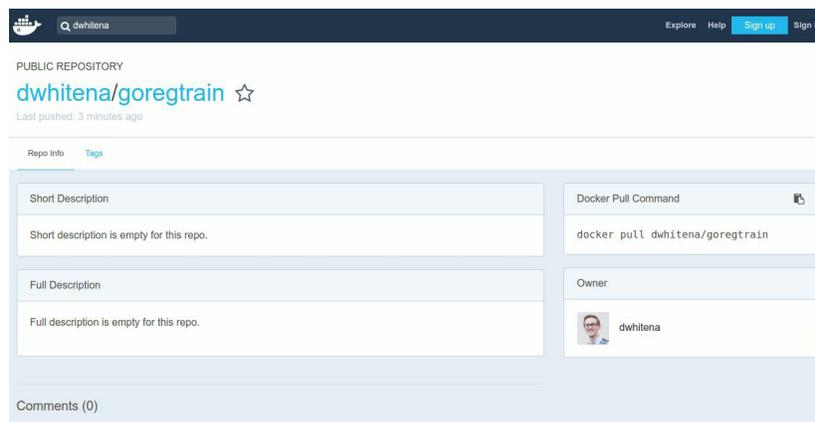 dwhitena
Explore Help Sign up Sign
PUBLIC REPOSITORY
dwhitena/goregtrain
Last pushed: 3 minutes ago
Repo Info Tags
Short Description
Short description is empty for this repo.
Docker Pull Command
docker pull dwhitena/goregtrain
Full Description
Full description is empty for this repo.
Owner
dwhitena
Comments (0)